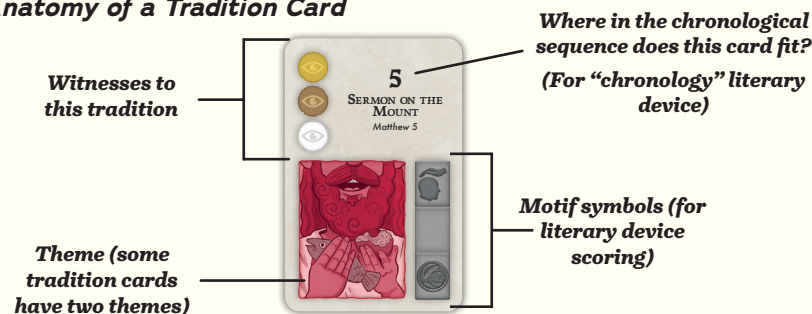 natomy of a Tradition Card
Witnesses to
this tradition
5
Sermon on the
Mount
Matthew 5
Where in the chronological
sequence does this card fit?
(For “chronology” literary
device)
Theme (some
tradition cards
have two themes)
Motif symbols (for
literary device
scoring)